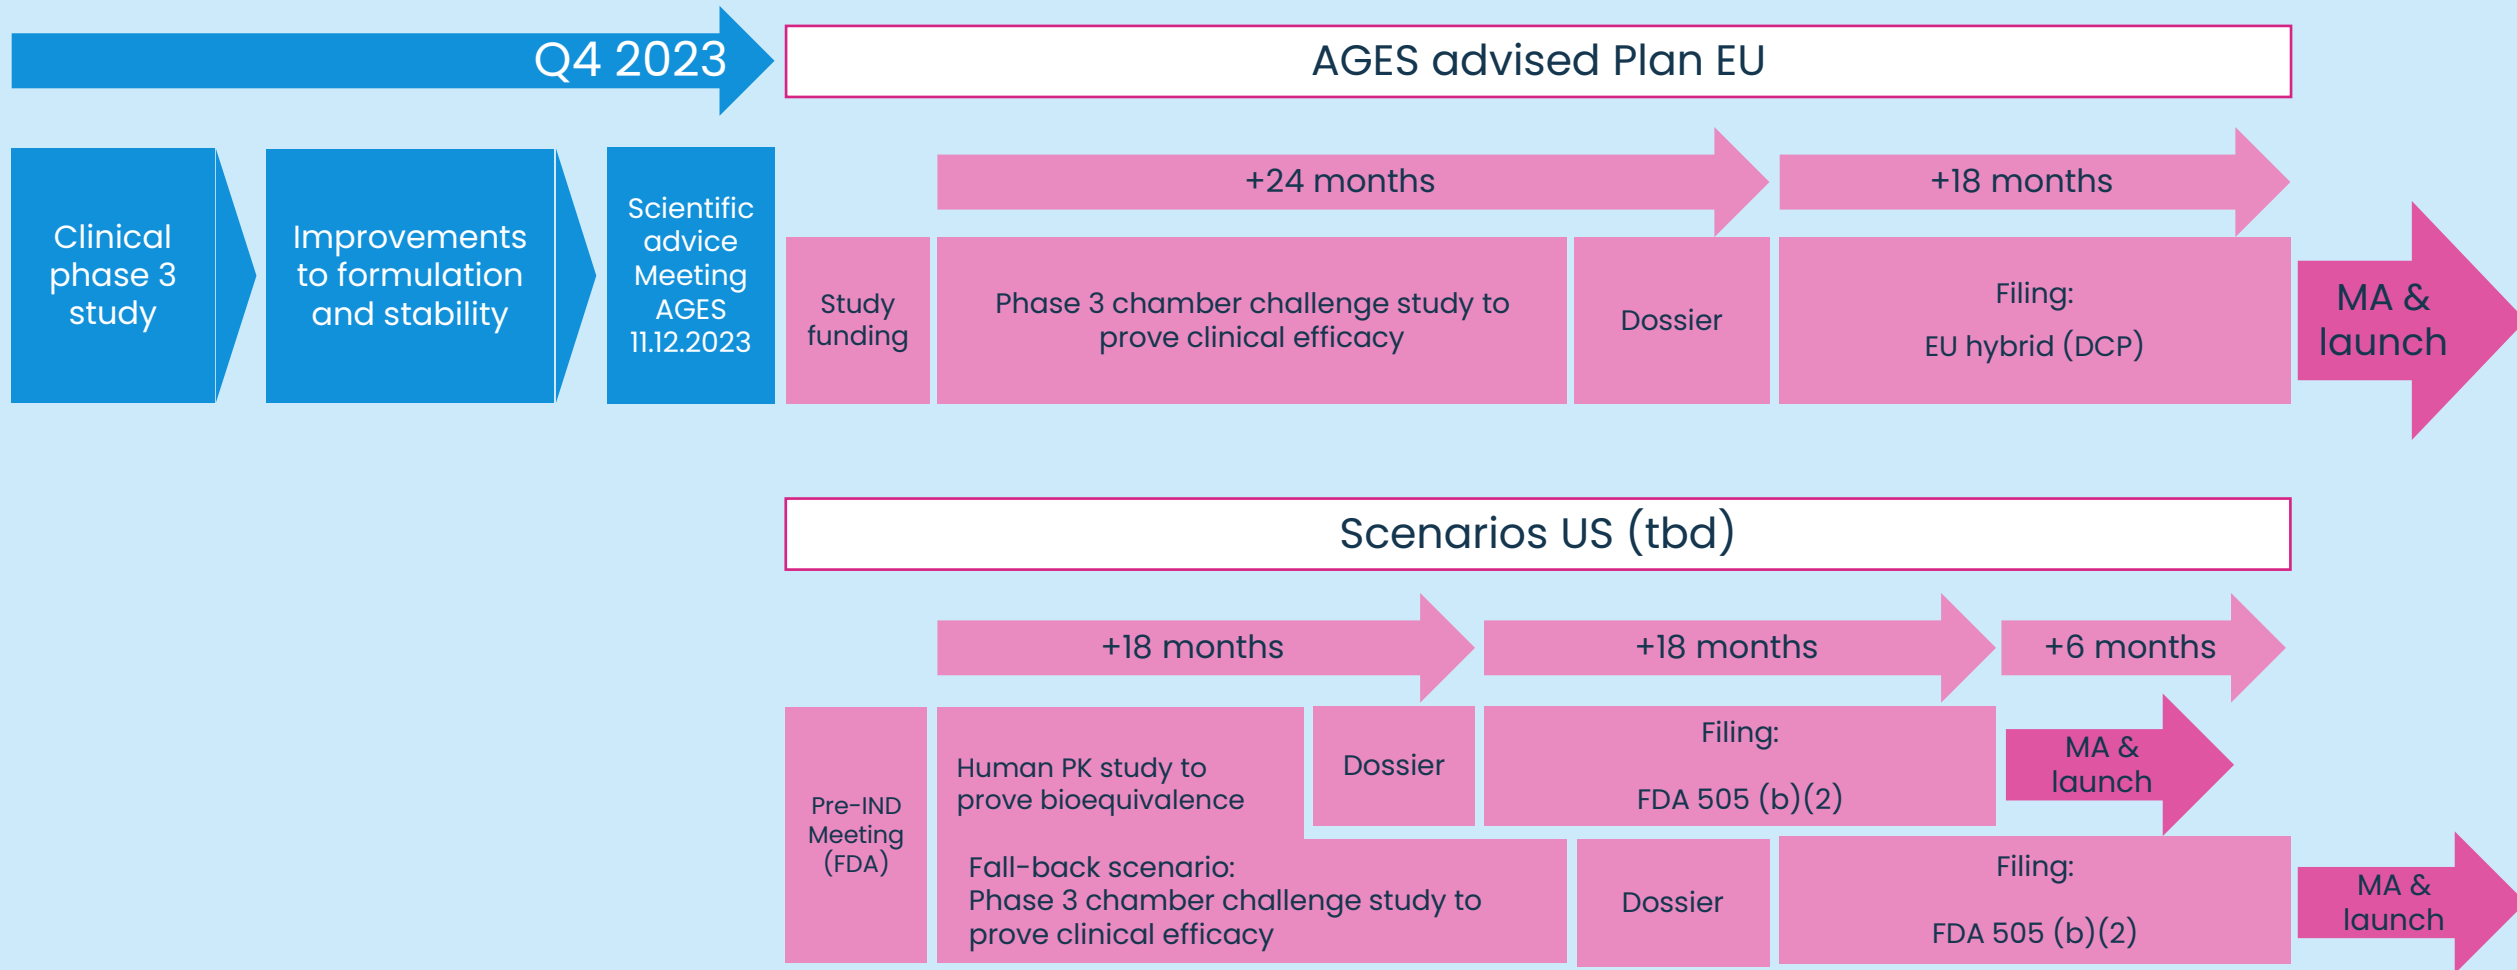 Q4 2023
AGES advised Plan EU
+24 months
+18 months
Clinical
phase 3
study
Improvements
to formulation
and stability
Scientific
advice
Meeting
AGES
11.12.2023
Study
funding
Phase 3 chamber challenge study to
prove clinical efficacy
Dossier
Filing:
EU hybrid (DCP)
MA &
launch
Scenarios US (tbd)
+18 months
+18 months
+6 months
Pre-IND
Meeting
(FDA)
Human PK study to
prove bioequivalence
Dossier
Filing:
FDA 505 (b)(2)
MA &
launch
Fall-back scenario:
Phase 3 chamber challenge study to
prove clinical efficacy
Dossier
Filing:
FDA 505 (b)(2)
MA &
launch